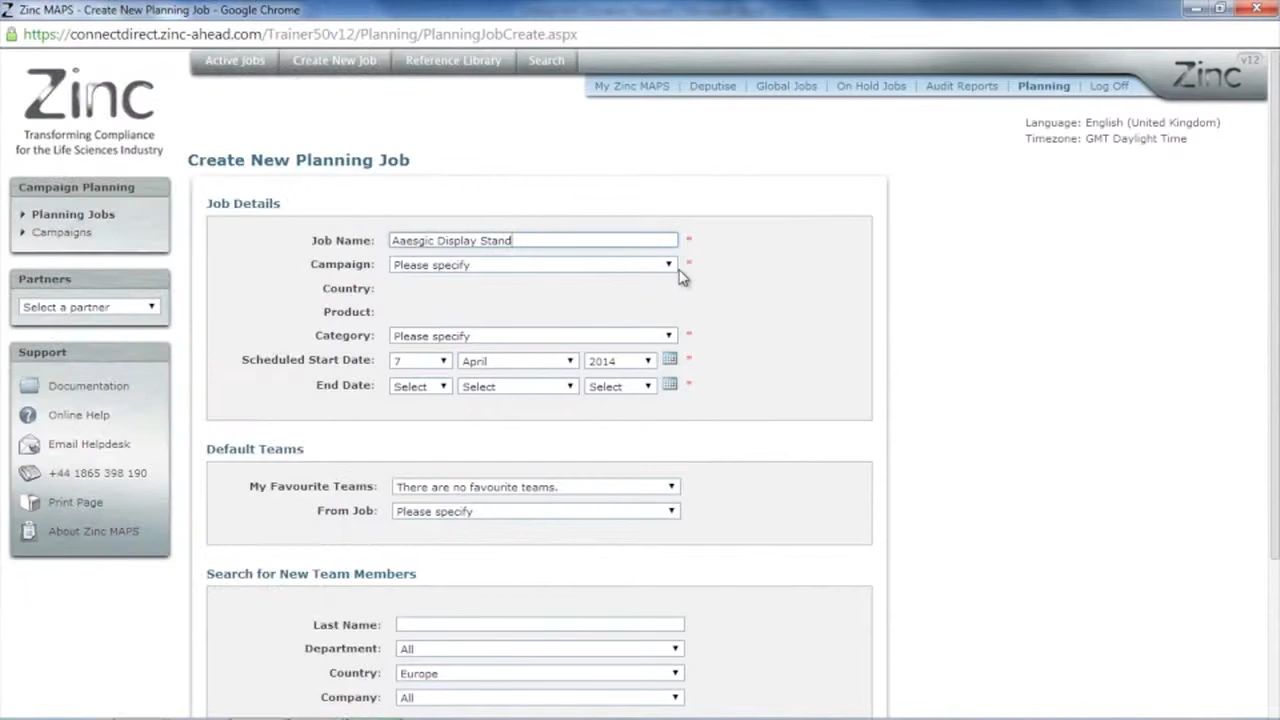 Zinc MAPS - Create New Planning Job - Google Chrome
https://connectdirect.zinc-ahead.com/Trainer50v12/Planning/PlanningJobCreate.aspx
Active Jobs Create New Job Reference Library Search
v12
Zinc
My Zinc MAPS | Deputise | Global Jobs | On Hold Jobs | Audit Reports | Planning | Log Off
Zinc
Transforming Compliance
for the Life Sciences Industry
Language: English (United Kingdom)
Timezone: GMT Daylight Time
Create New Planning Job
Campaign Planning
Planning Jobs
Campaigns
Partners
Select a partner
Support
Documentation
Online Help
Email Helpdesk
+44 1865 398 190
Print Page
About Zinc MAPS
Job Details
Job Name: Aaesgic Display Stand *
Campaign: Please specify *
Country:
Product:
Category: Please specify *
Scheduled Start Date: 7 April 2014 *
End Date: Select Select Select *
Default Teams
My Favourite Teams: There are no favourite teams.
From Job: Please specify
Search for New Team Members
Last Name:
Department: All
Country: Europe
Company: All